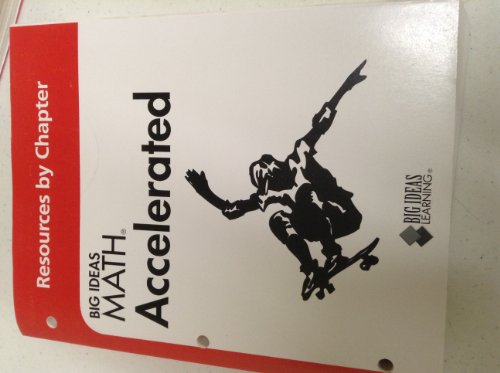 Resources by Chapter
BIG IDEAS
MATH®
Accelerated
BIG IDEAS
LEARNING®